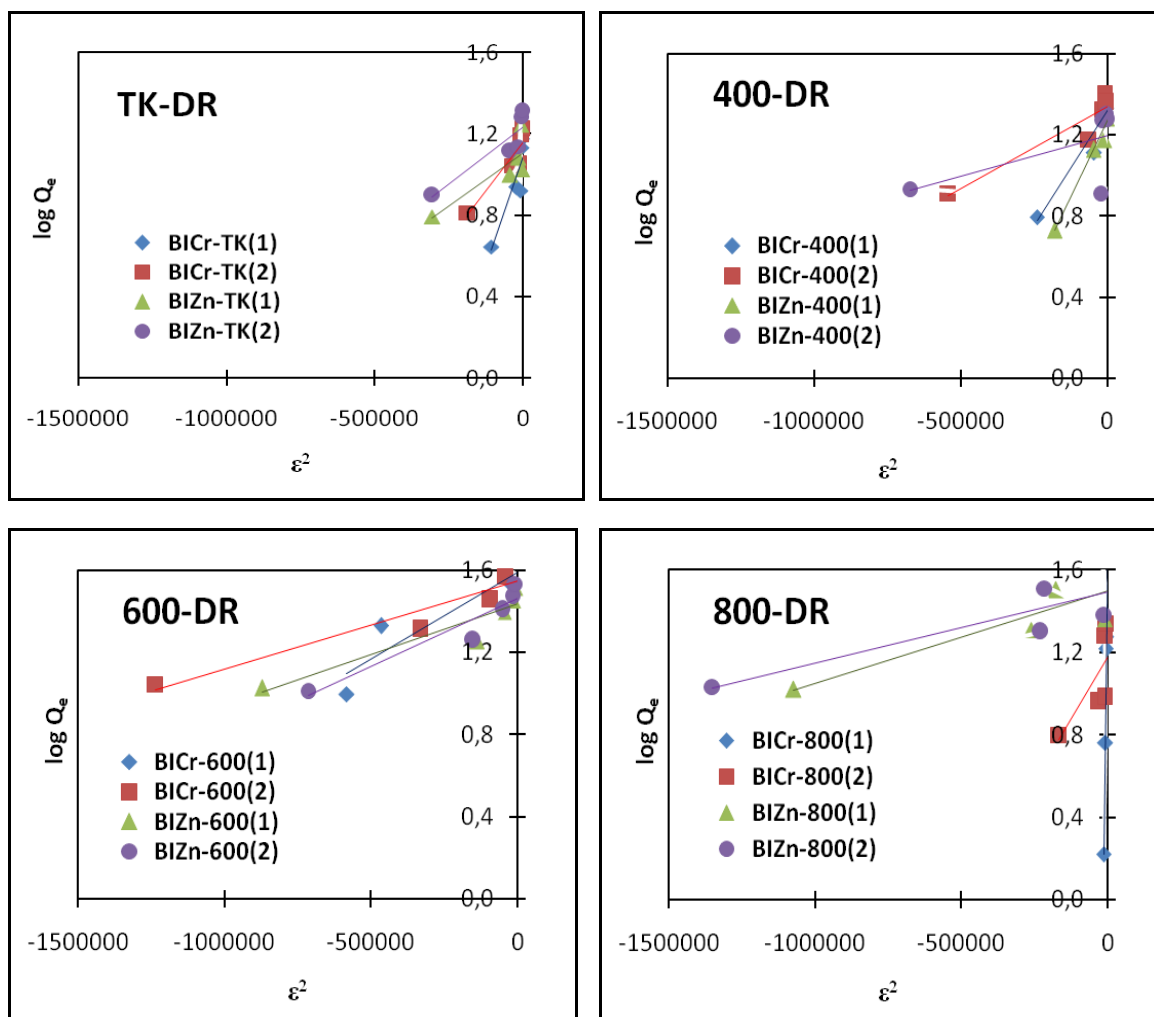 TK-DR
1,6
1,2
0,8
0,4
0,0
log Qe
BICr-TK(1)
BICr-TK(2)
BIZn-TK(1)
BIZn-TK(2)
-1500000 -1000000 -500000 0
ε²
400-DR
1,6
1,2
0,8
0,4
0,0
log Qe
BICr-400(1)
BICr-400(2)
BIZn-400(1)
BIZn-400(2)
-1500000 -1000000 -500000 0
ε²
600-DR
1,6
1,2
0,8
0,4
0,0
log Qe
BICr-600(1)
BICr-600(2)
BIZn-600(1)
BIZn-600(2)
-1500000 -1000000 -500000 0
ε²
800-DR
1,6
1,2
0,8
0,4
0,0
log Qe
BICr-800(1)
BICr-800(2)
BIZn-800(1)
BIZn-800(2)
-1500000 -1000000 -500000 0
ε²